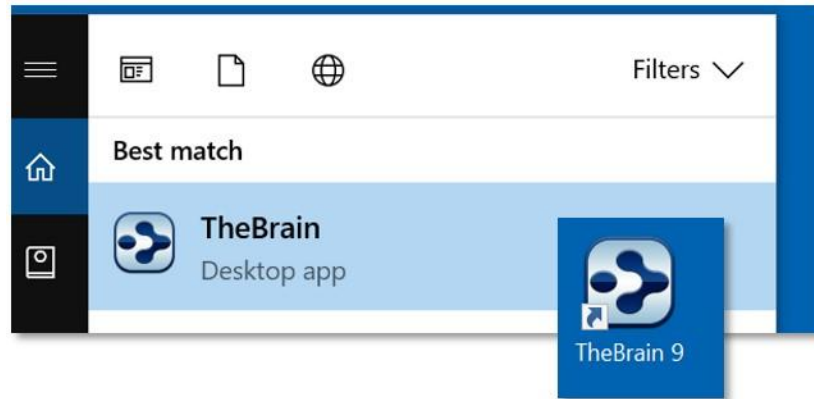 Filters
Best match
TheBrain
Desktop app
TheBrain 9